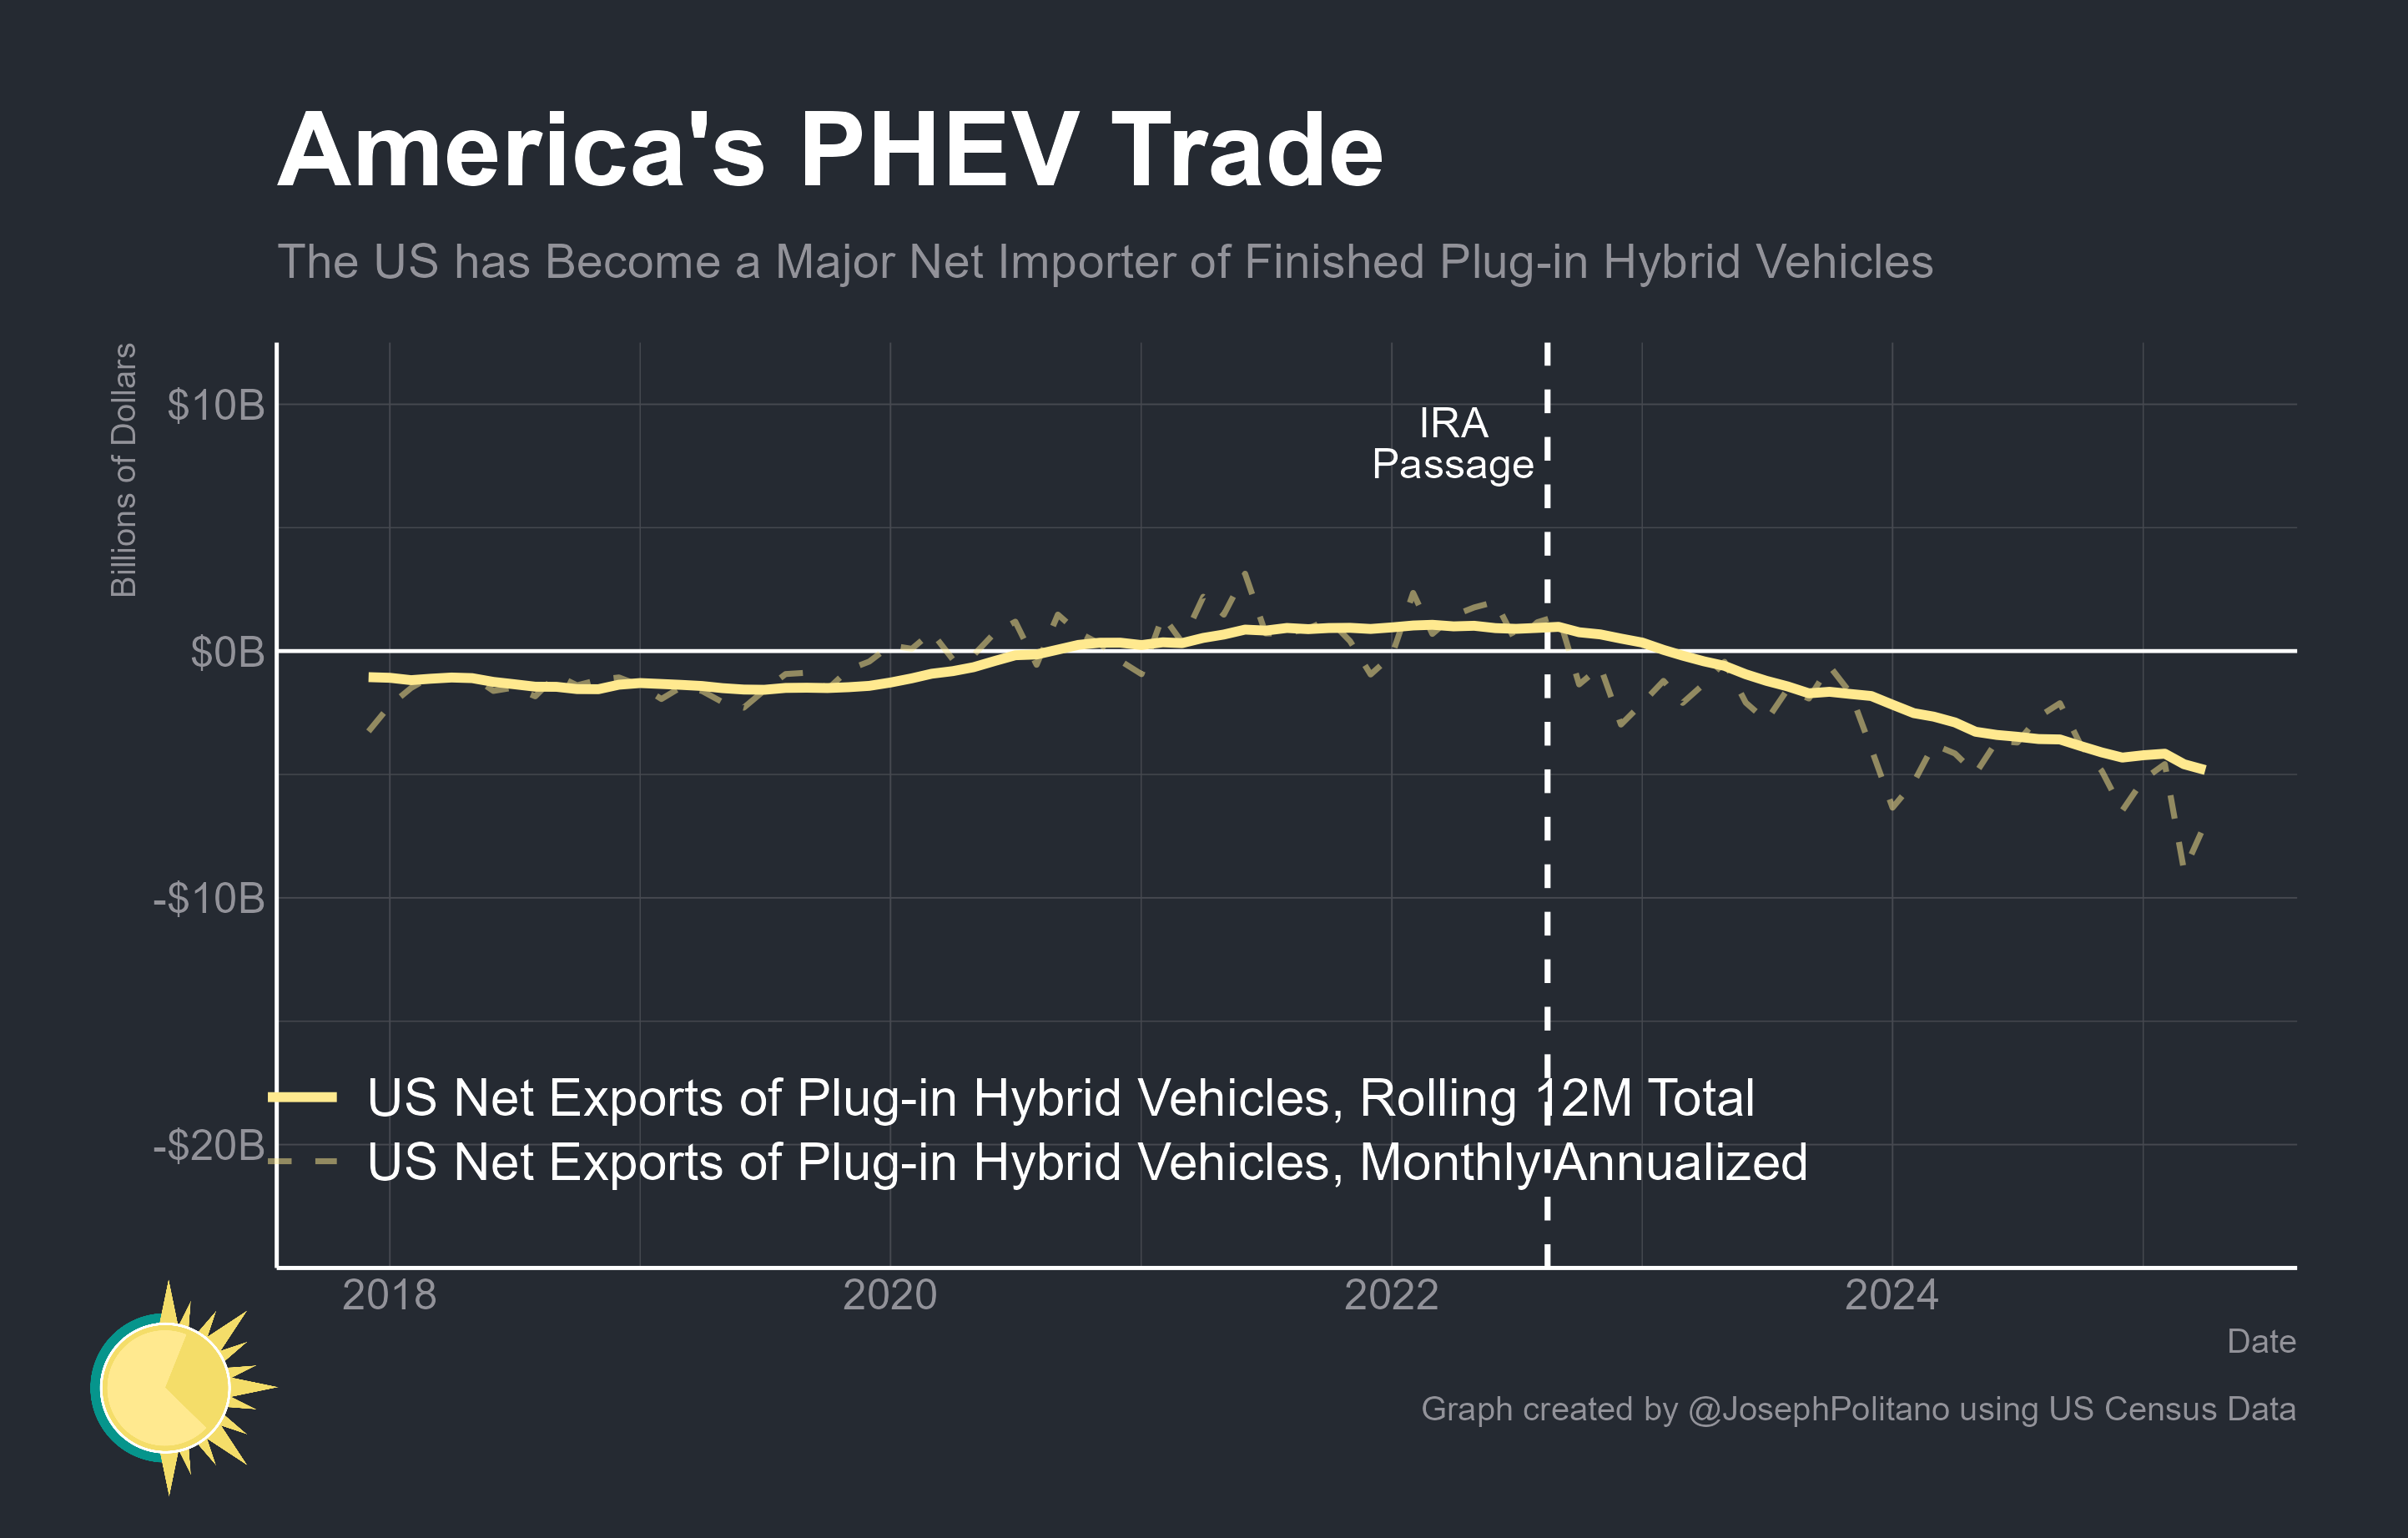 America's PHEV Trade
The US has Become a Major Net Importer of Finished Plug-in Hybrid Vehicles
Billions of Dollars
$10B
$0B
-$10B
-$20B
IRA
Passage
US Net Exports of Plug-in Hybrid Vehicles, Rolling 12M Total
US Net Exports of Plug-in Hybrid Vehicles, Monthly Annualized
2018
2020
2022
2024
Date
Graph created by @JosephPolitano using US Census Data